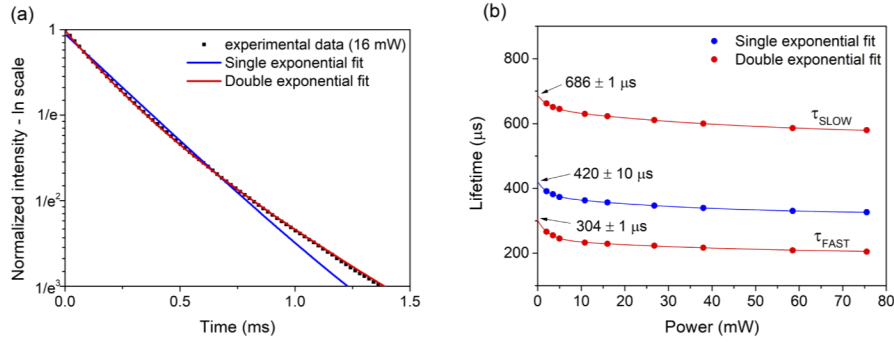 (a)
1
1/e
1/e²
1/e³
Normalized intensity - ln scale
experimental data (16 mW)
Single exponential fit
Double exponential fit
0.0 0.5 1.0 1.5
Time (ms)
(b)
800
600
400
200
Lifetime (µs)
Single exponential fit
Double exponential fit
686 ± 1 µs
τSLOW
420 ± 10 µs
304 ± 1 µs
τFAST
0 10 20 30 40 50 60 70 80
Power (mW)